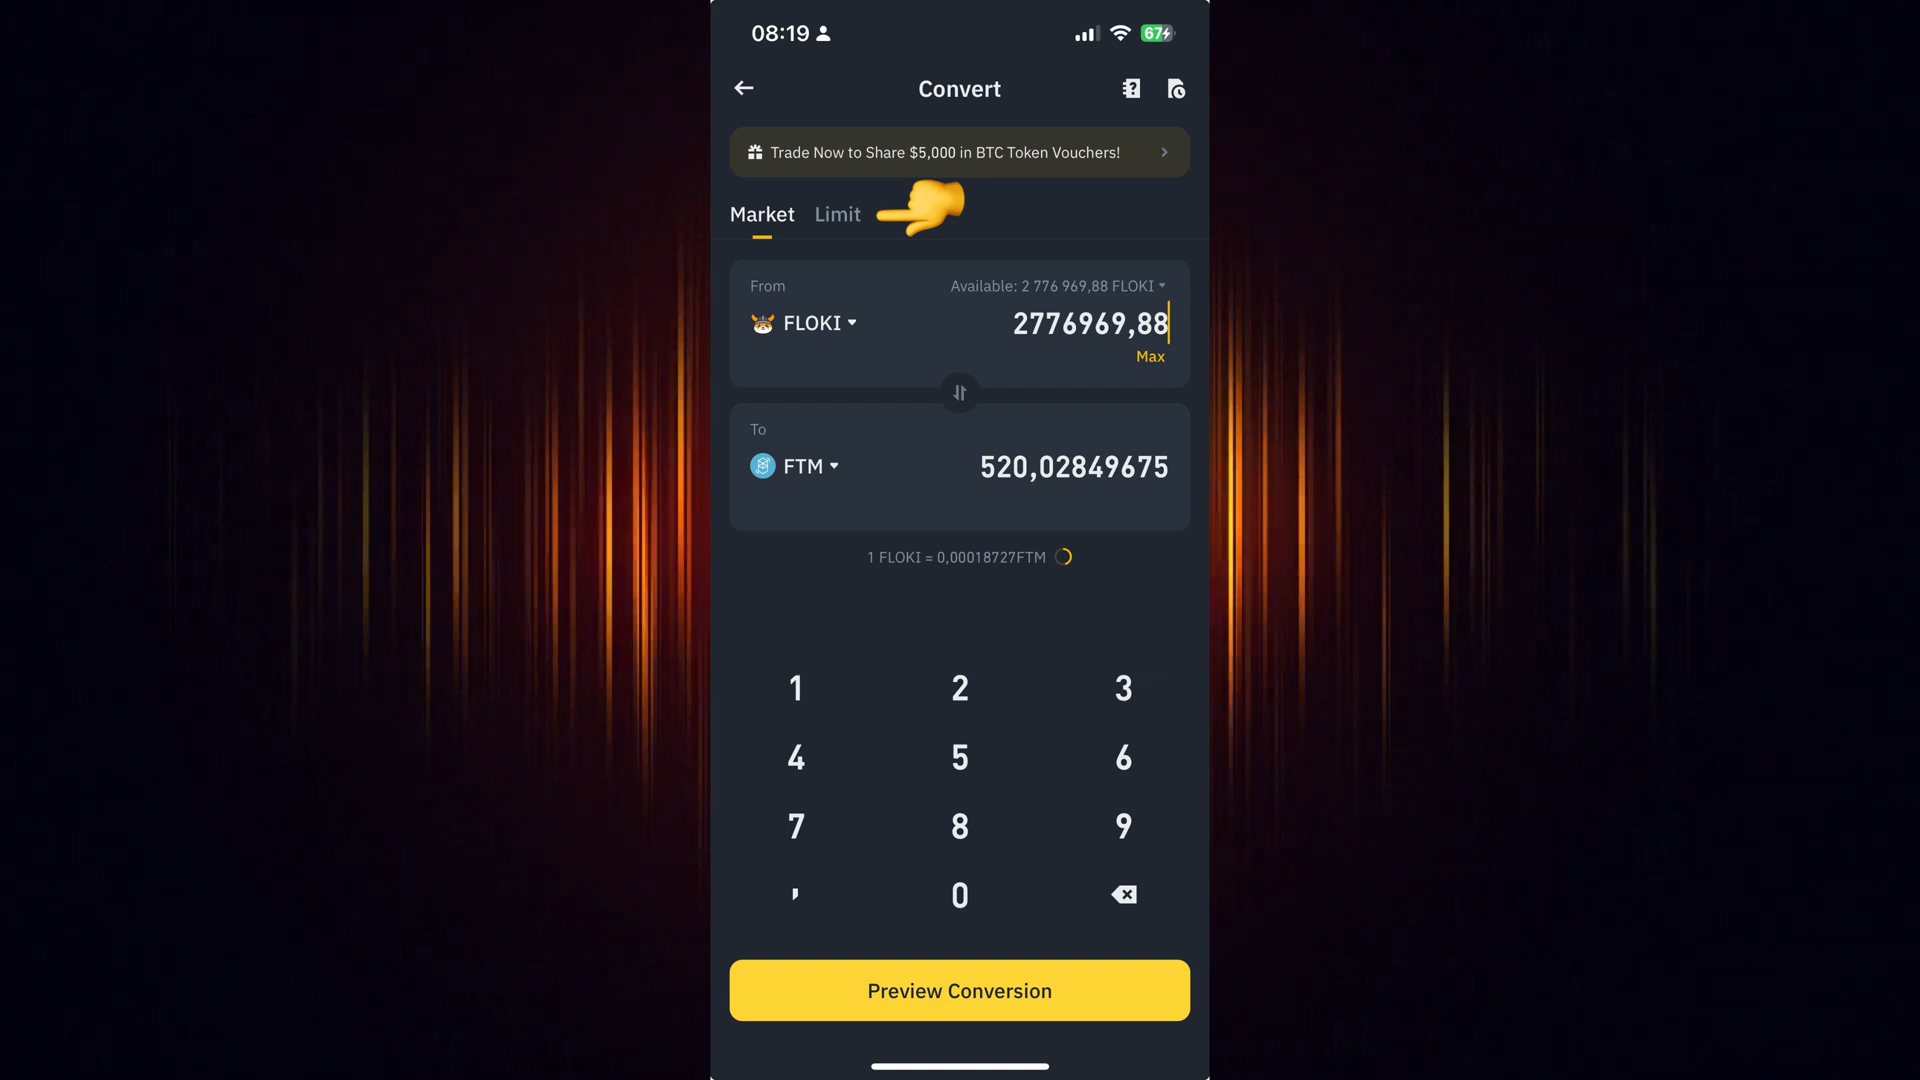 08:19
67
Convert
Trade Now to Share $5,000 in BTC Token Vouchers!
Market Limit
From Available: 2 776 969,88 FLOKI
FLOKI 2776969,88
Max
To
FTM 520,02849675
1 FLOKI = 0,00018727FTM
1 2 3
4 5 6
7 8 9
, 0
Preview Conversion